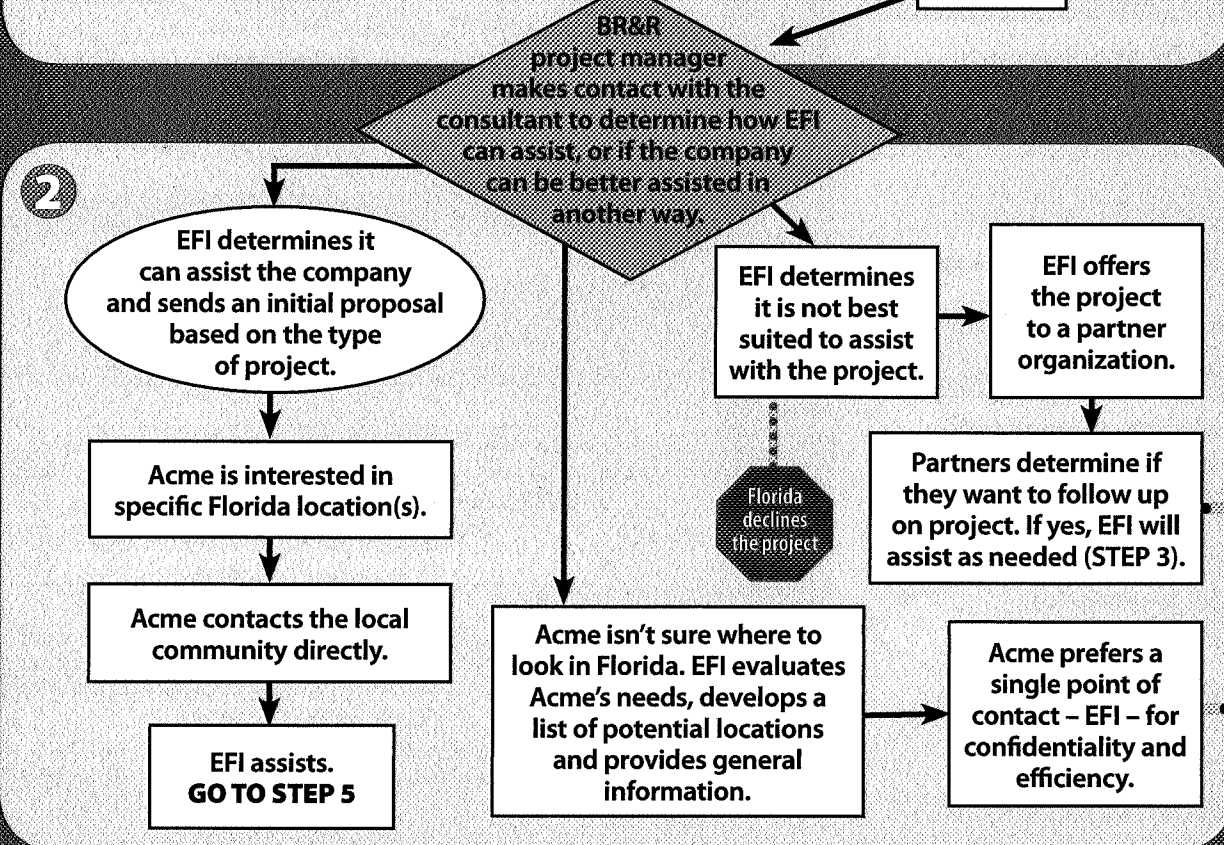 BR&R
project manager
makes contact with the
consultant to determine how EFI
can assist, or if the company
can be better assisted in
another way.
2
EFI determines it
can assist the company
and sends an initial proposal
based on the type
of project.
Acme is interested in
specific Florida location(s).
Acme contacts the local
community directly.
EFI assists.
GO TO STEP 5
Acme isn't sure where to
look in Florida. EFI evaluates
Acme's needs, develops a
list of potential locations
and provides general
information.
EFI determines
it is not best
suited to assist
with the project.
Florida
declines
the project
EFI offers
the project
to a partner
organization.
Partners determine if
they want to follow up
on project. If yes, EFI will
assist as needed (STEP 3).
Acme prefers a
single point of
contact – EFI – for
confidentiality and
efficiency.